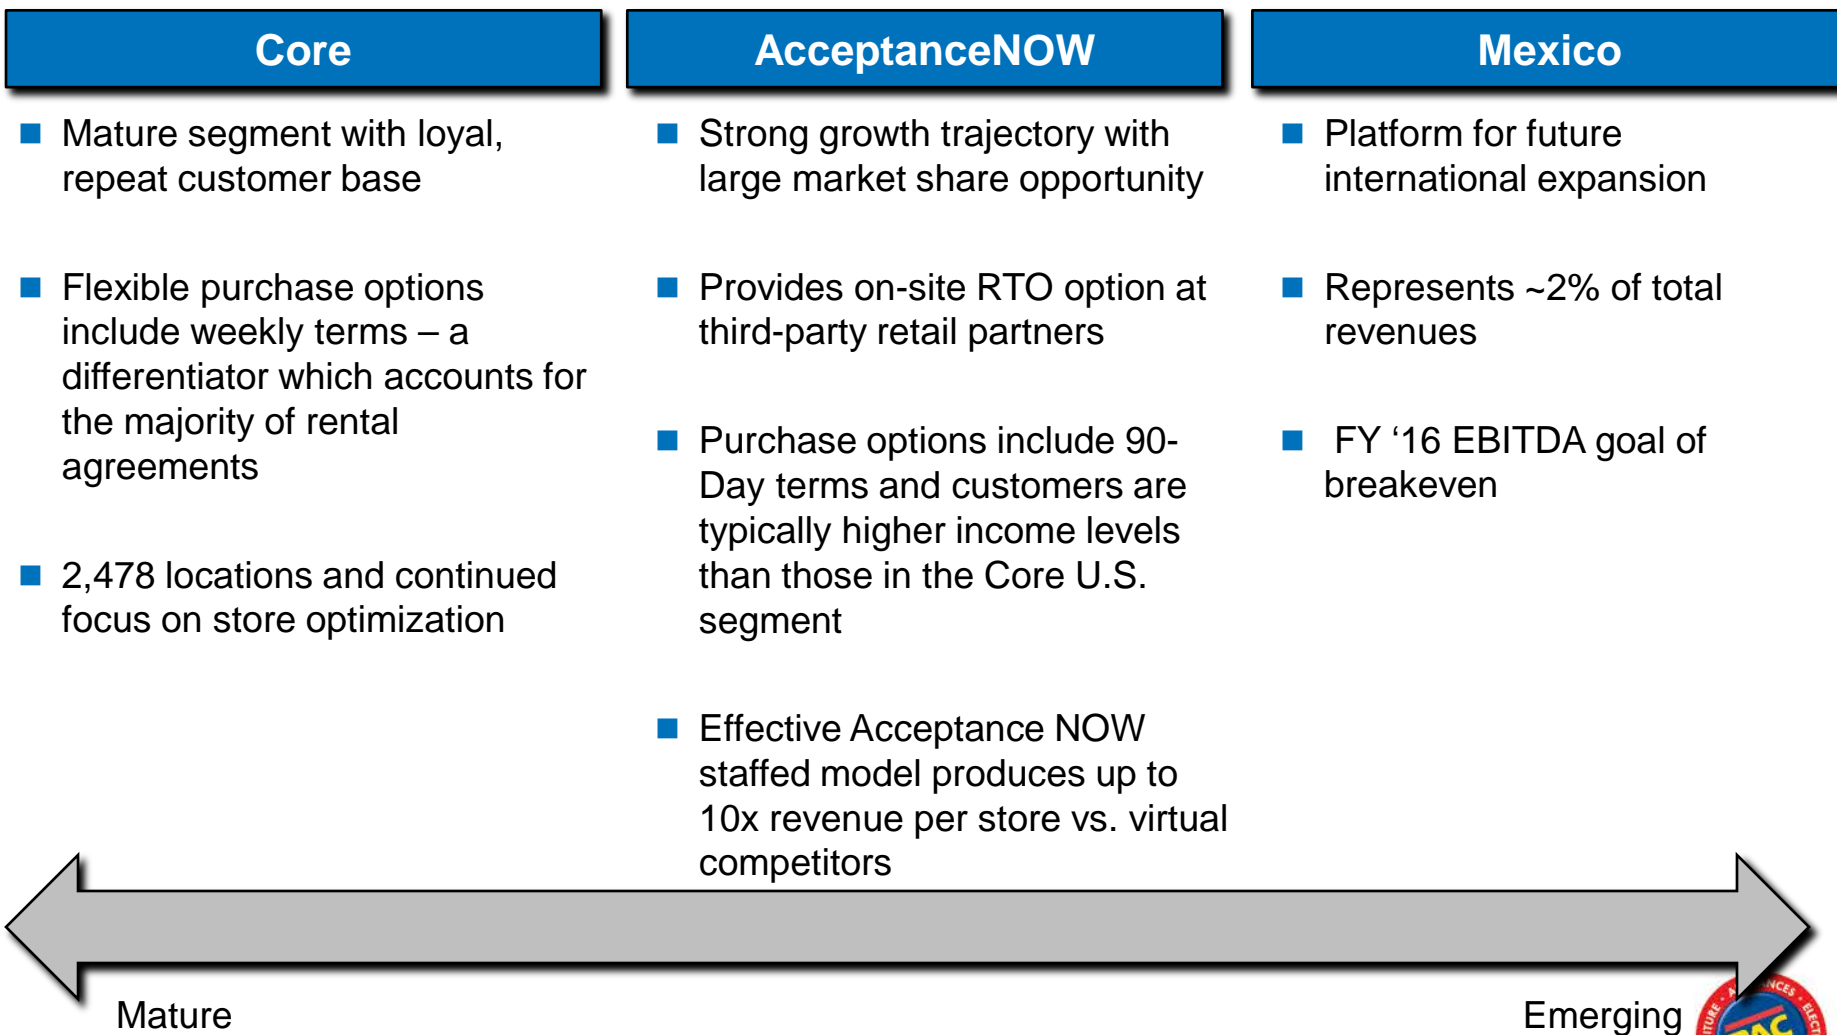 Core
Mature segment with loyal,
repeat customer base
Flexible purchase options
include weekly terms – a
differentiator which accounts for
the majority of rental
agreements
2,478 locations and continued
focus on store optimization
AcceptanceNOW
Strong growth trajectory with
large market share opportunity
Provides on-site RTO option at
third-party retail partners
Purchase options include 90-
Day terms and customers are
typically higher income levels
than those in the Core U.S.
segment
Effective Acceptance NOW
staffed model produces up to
10x revenue per store vs. virtual
competitors
Mexico
Platform for future
international expansion
Represents ~2% of total
revenues
FY ‘16 EBITDA goal of
breakeven
Mature
Emerging